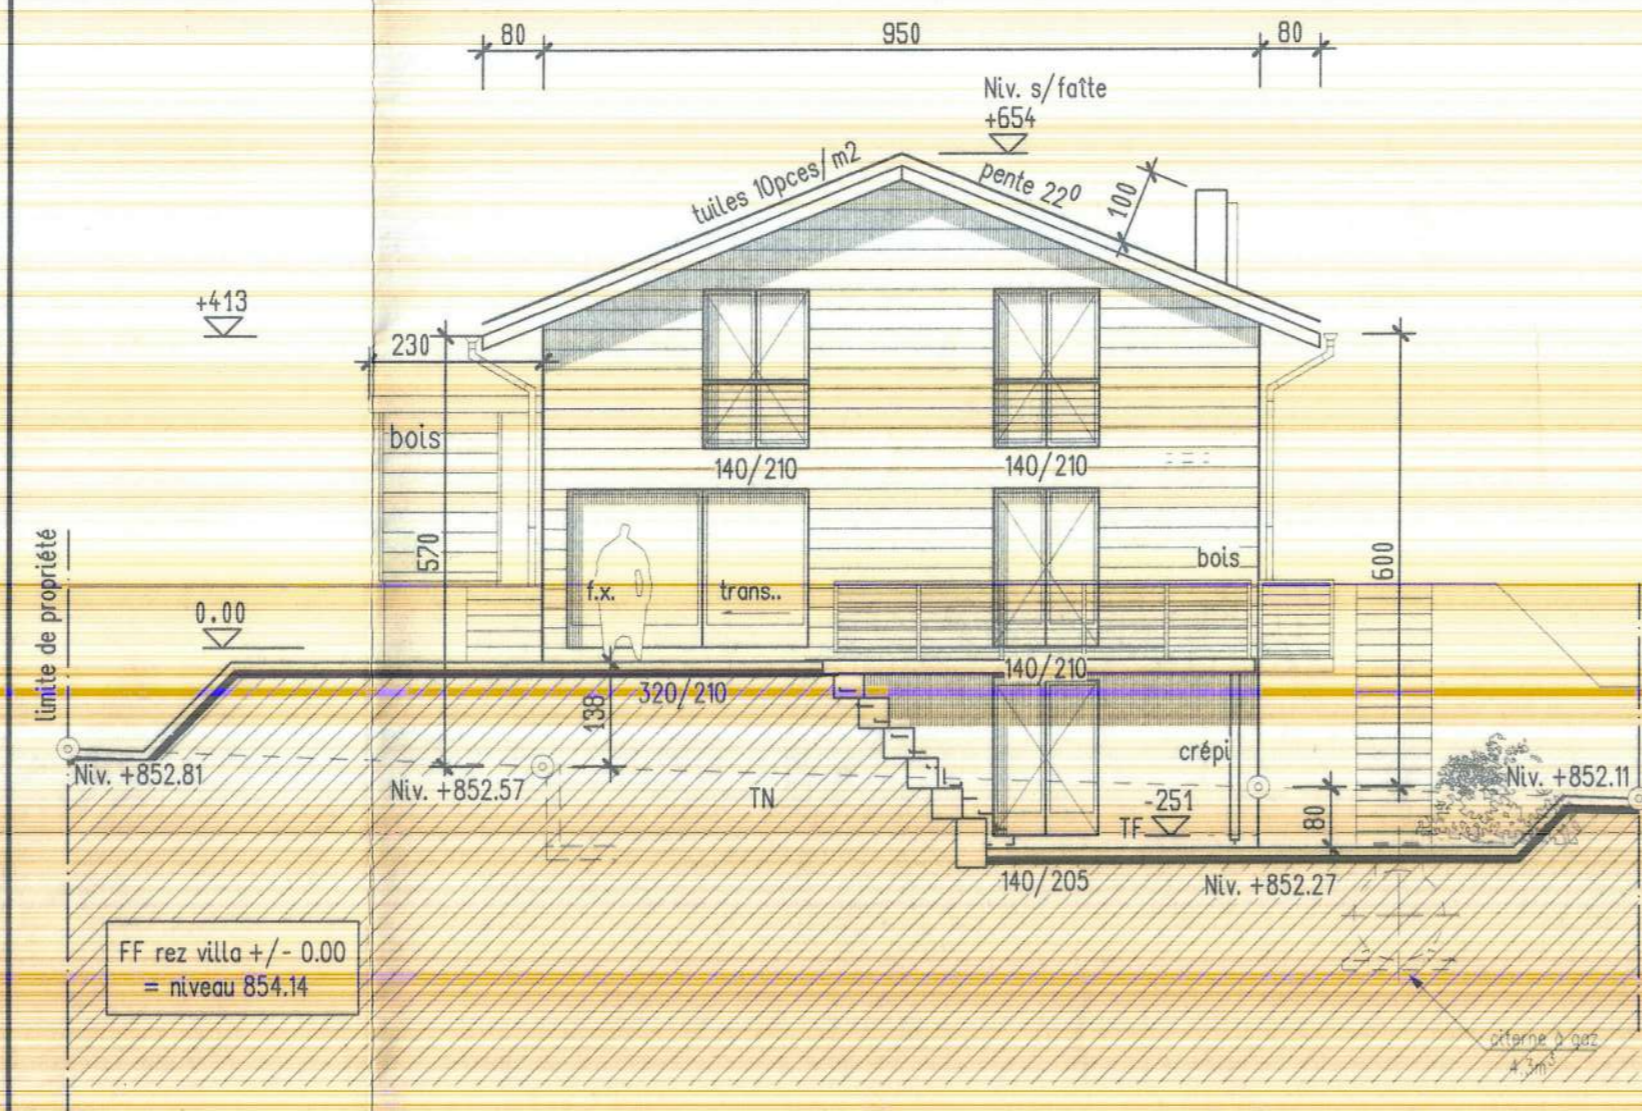 80
950
80
Niv. s/faîte
+654
tuiles 10pces/m2
pente 22⁰
100
+413
230
bois
140/210
140/210
570
600
limite de propriété
0.00
f.x.
trans..
bois
140/210
320/210
138
crépi
Niv. +852.81
Niv. +852.57
TN
-251
TF
80
Niv. +852.11
140/205
Niv. +852.27
FF rez villa +/- 0.00
= niveau 854.14
citerne à gaz
4.3m³